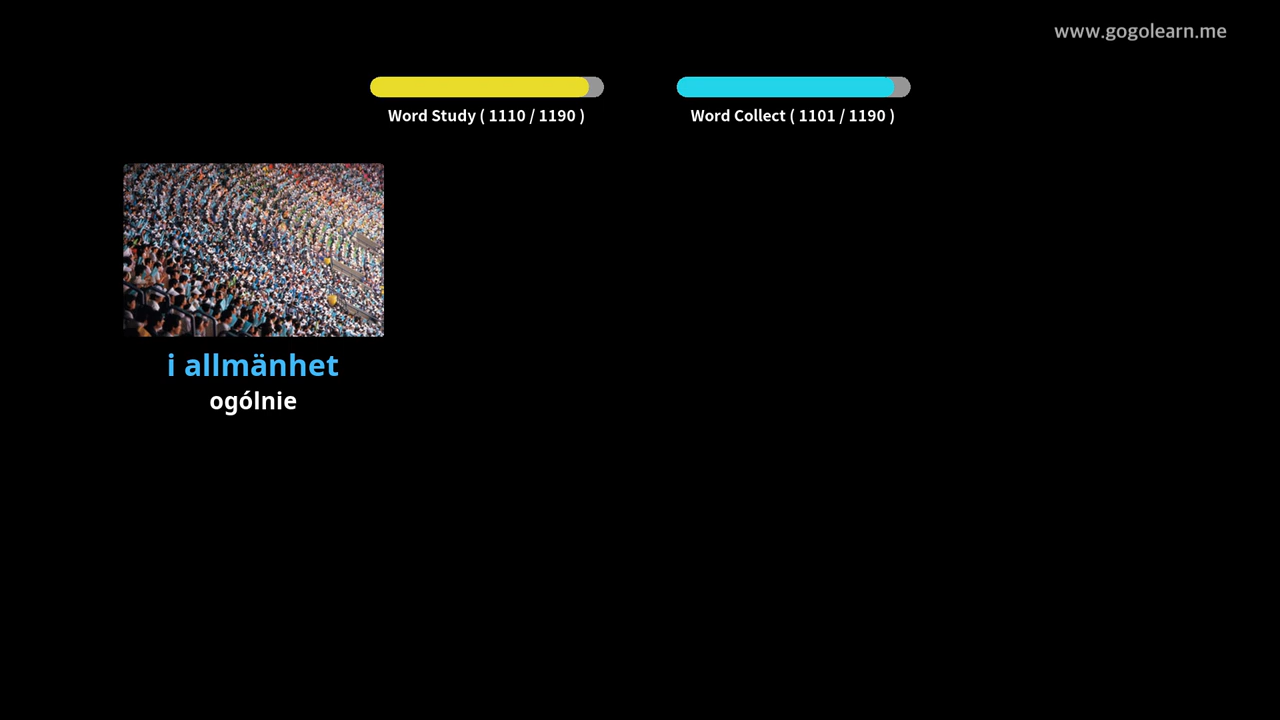 www.gogolearn.me
Word Study ( 1110 / 1190 )
Word Collect ( 1101 / 1190 )
i allmänhet
ogólnie